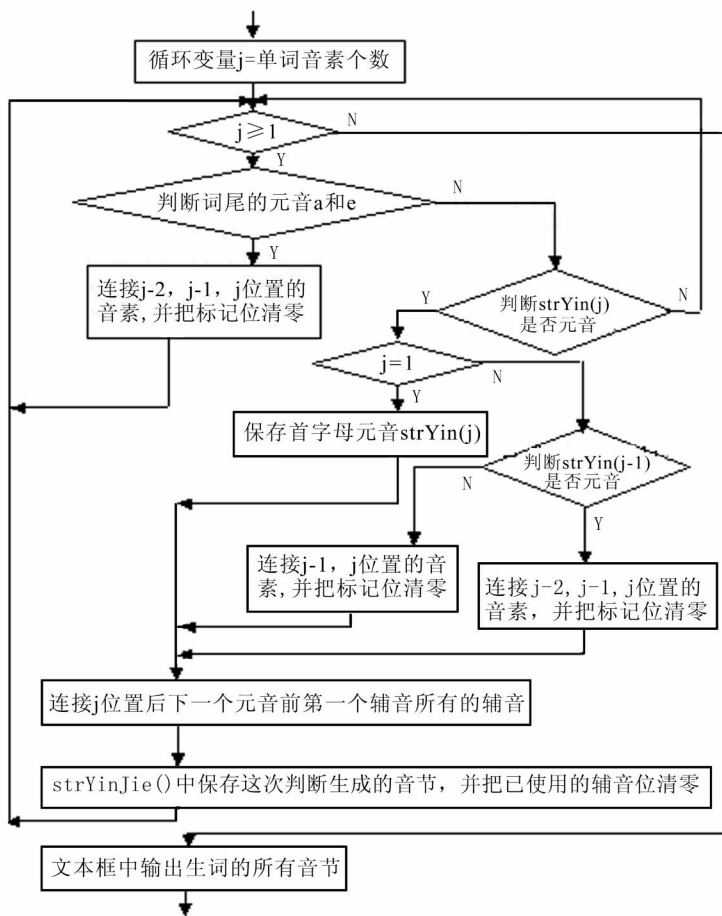 循环变量j=单词音素个数
N
j≥1
Y
N
判断词尾的元音a和e
Y
连接j-2，j-1，j位置的
音素,并把标记位清零
Y
判断strYin(j)
是否元音
N
j=1
N
Y
保存首字母元音strYin(j)
判断strYin(j-1)
是否元音
N
Y
连接j-1，j位置的音
素,并把标记位清零
连接j-2,j-1,j位置的
音素，并把标记位清零
连接j位置后下一个元音前第一个辅音所有的辅音
strYinJie()中保存这次判断生成的音节，并把已使用的辅音位清零
文本框中输出生词的所有音节